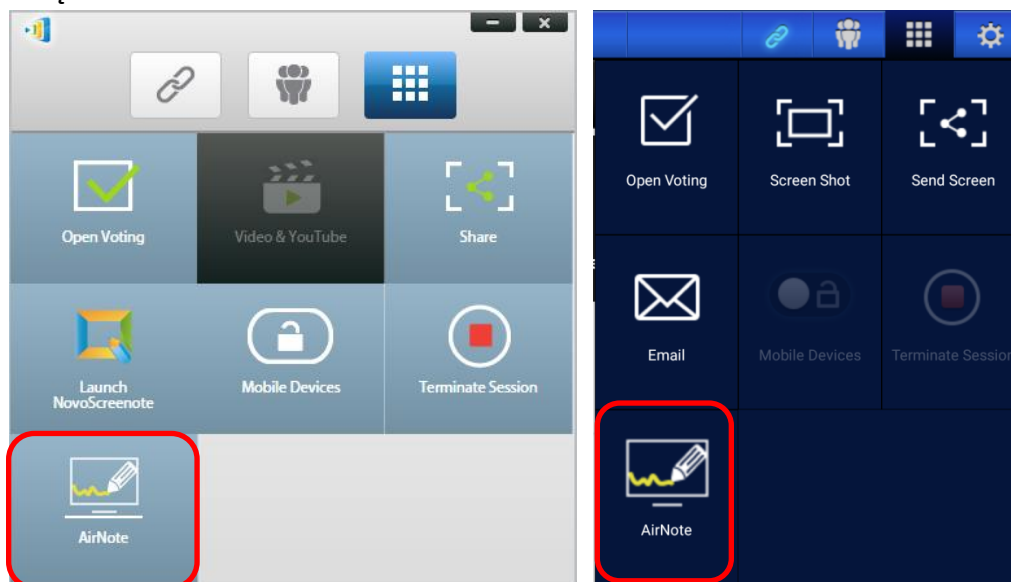 Open Voting
Video & YouTube
Share
Launch
NovoScreenote
Mobile Devices
Terminate Session
AirNote
Open Voting
Screen Shot
Send Screen
Email
Mobile Devices
Terminate Session
AirNote